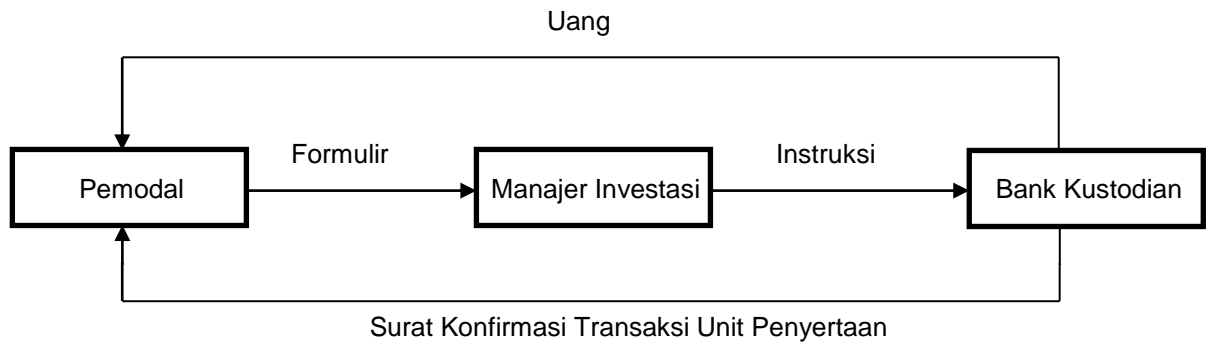 Uang
Formulir
Instruksi
Pemodal
Manajer Investasi
Bank Kustodian
Surat Konfirmasi Transaksi Unit Penyertaan